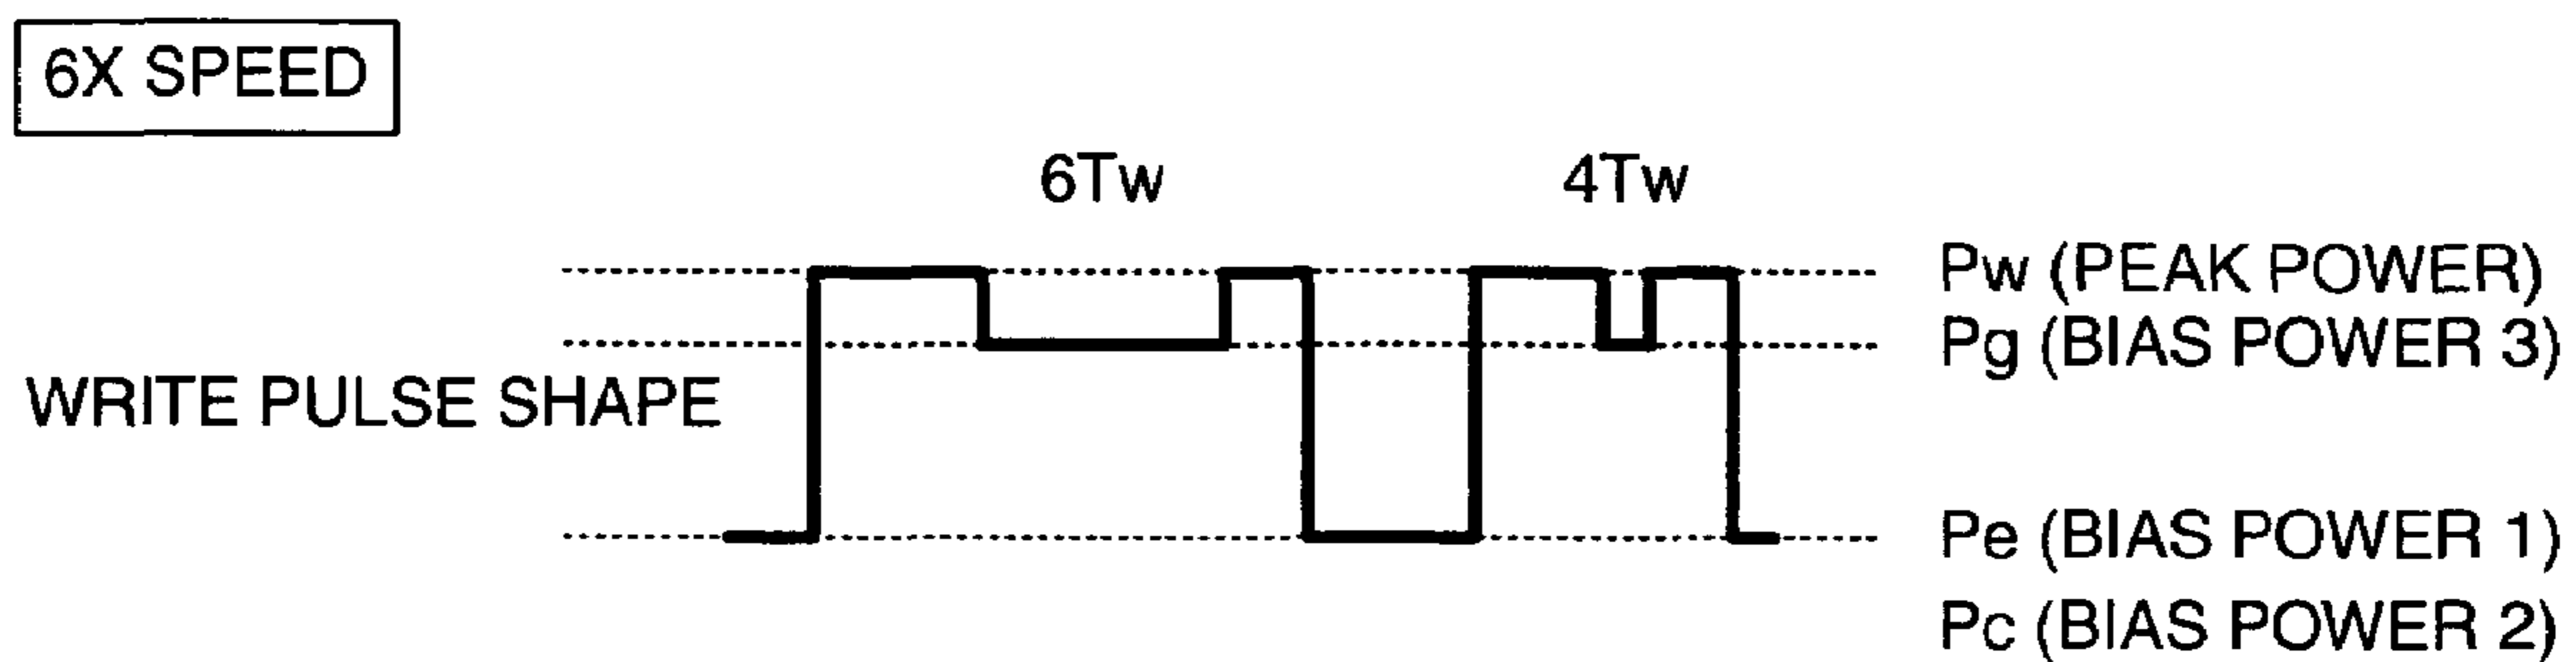 6X SPEED
6Tw 4Tw
Pw (PEAK POWER)
Pg (BIAS POWER 3)
WRITE PULSE SHAPE
Pe (BIAS POWER 1)
Pc (BIAS POWER 2)